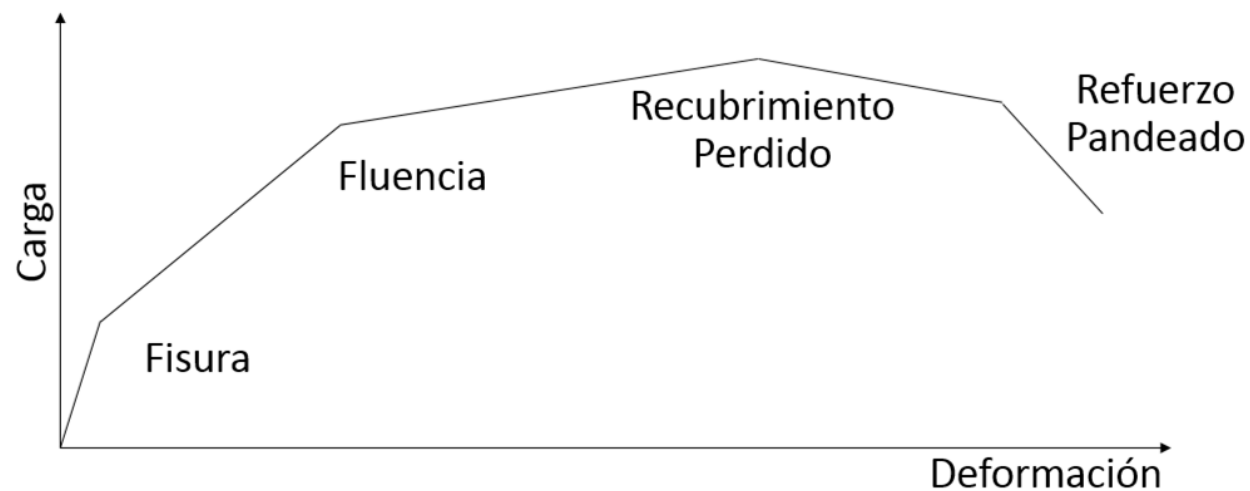 Carga
Fisura
Fluencia
Recubrimiento
Perdido
Refuerzo
Pandeado
Deformación